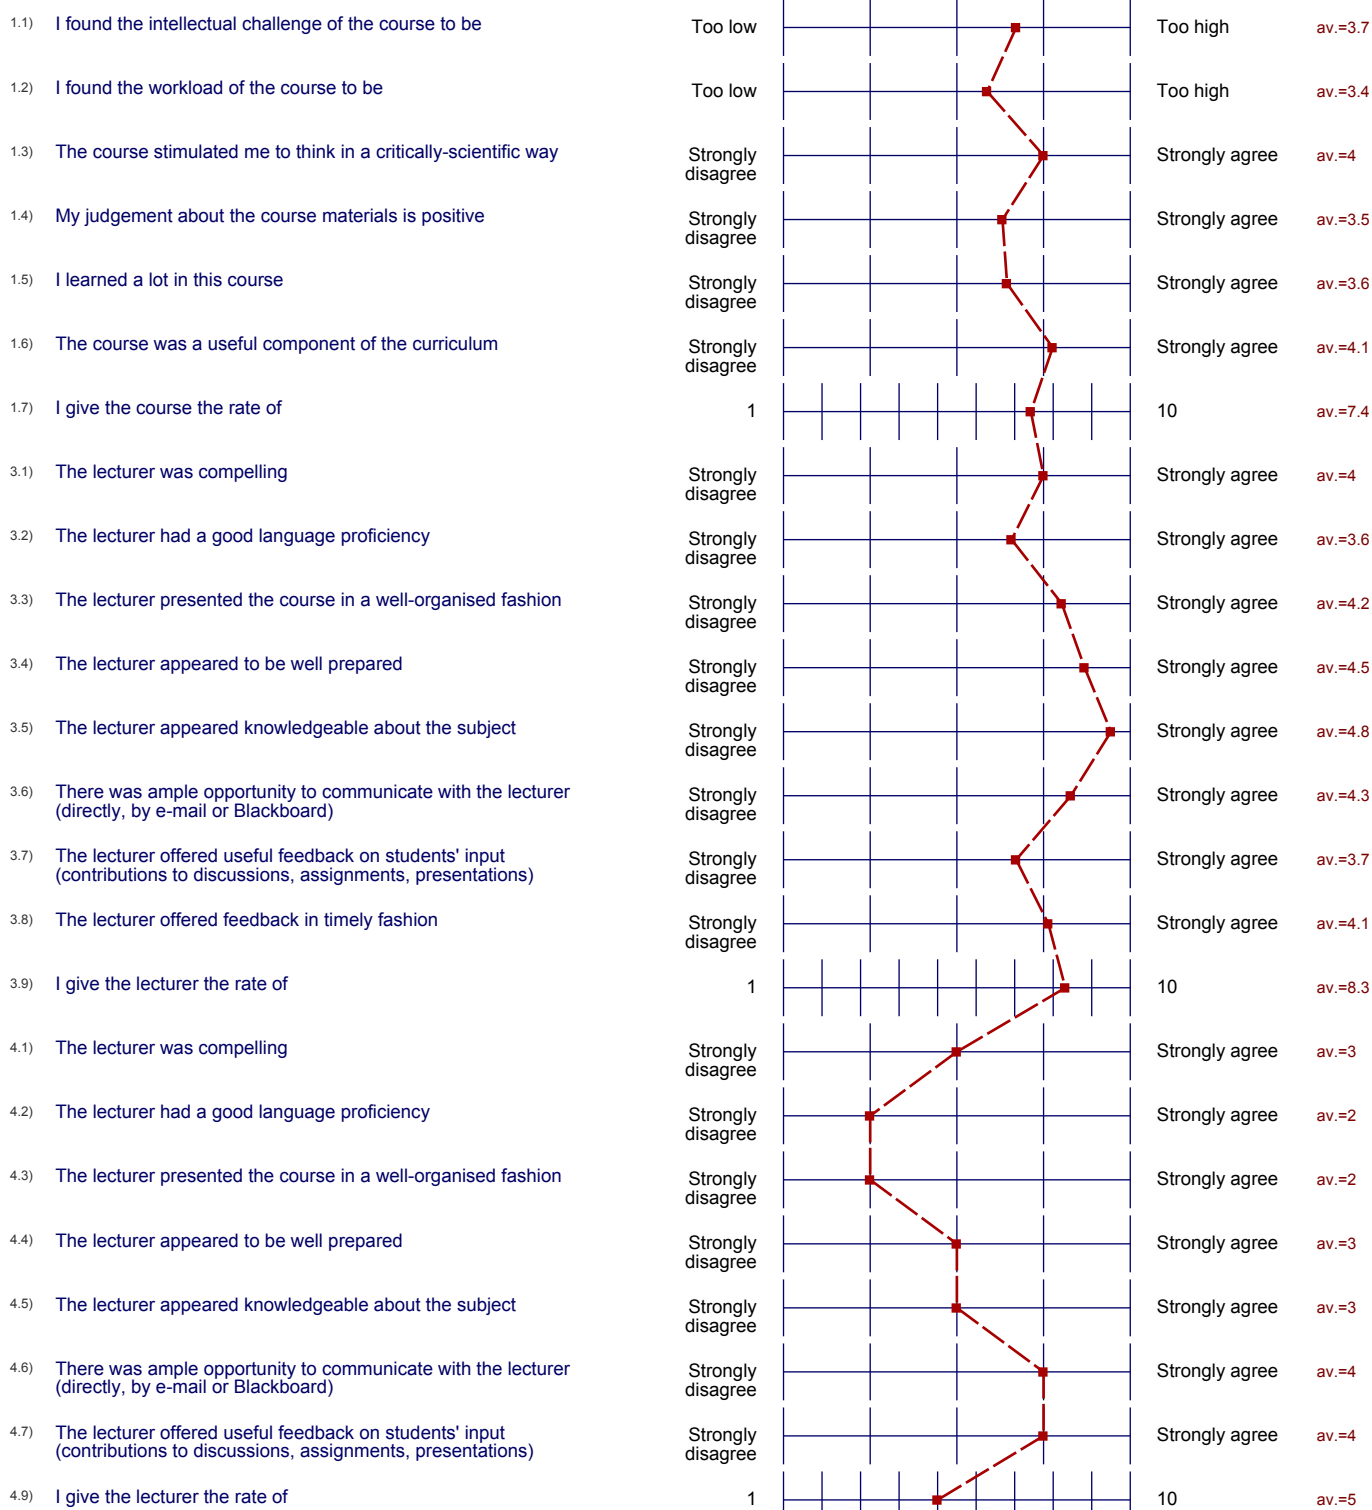 1.1) I found the intellectual challenge of the course to be Too low Too high av.=3.7
1.2) I found the workload of the course to be Too low Too high av.=3.4
1.3) The course stimulated me to think in a critically-scientific way Strongly Strongly agree av.=4
disagree
1.4) My judgement about the course materials is positive Strongly Strongly agree av.=3.5
disagree
1.5) I learned a lot in this course Strongly Strongly agree av.=3.6
disagree
1.6) The course was a useful component of the curriculum Strongly Strongly agree av.=4.1
disagree
1.7) I give the course the rate of 1 10 av.=7.4
3.1) The lecturer was compelling Strongly Strongly agree av.=4
disagree
3.2) The lecturer had a good language proficiency Strongly Strongly agree av.=3.6
disagree
3.3) The lecturer presented the course in a well-organised fashion Strongly Strongly agree av.=4.2
disagree
3.4) The lecturer appeared to be well prepared Strongly Strongly agree av.=4.5
disagree
3.5) The lecturer appeared knowledgeable about the subject Strongly Strongly agree av.=4.8
disagree
3.6) There was ample opportunity to communicate with the lecturer Strongly Strongly agree av.=4.3
(directly, by e-mail or Blackboard) disagree
3.7) The lecturer offered useful feedback on students' input Strongly Strongly agree av.=3.7
(contributions to discussions, assignments, presentations) disagree
3.8) The lecturer offered feedback in timely fashion Strongly Strongly agree av.=4.1
disagree
3.9) I give the lecturer the rate of 1 10 av.=8.3
4.1) The lecturer was compelling Strongly Strongly agree av.=3
disagree
4.2) The lecturer had a good language proficiency Strongly Strongly agree av.=2
disagree
4.3) The lecturer presented the course in a well-organised fashion Strongly Strongly agree av.=2
disagree
4.4) The lecturer appeared to be well prepared Strongly Strongly agree av.=3
disagree
4.5) The lecturer appeared knowledgeable about the subject Strongly Strongly agree av.=3
disagree
4.6) There was ample opportunity to communicate with the lecturer Strongly Strongly agree av.=4
(directly, by e-mail or Blackboard) disagree
4.7) The lecturer offered useful feedback on students' input Strongly Strongly agree av.=4
(contributions to discussions, assignments, presentations) disagree
4.9) I give the lecturer the rate of 1 10 av.=5